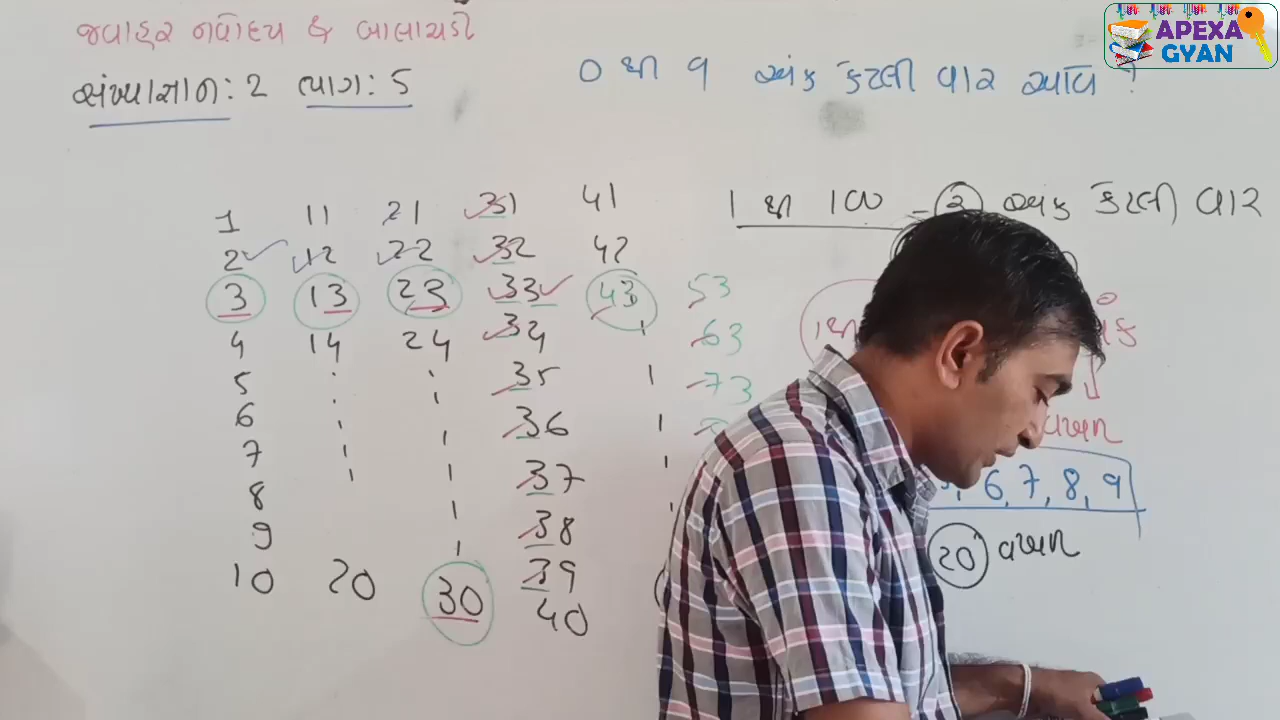 APEXA
GYAN
જવાહર નવોદય & બાલાચડી
સંખ્યાજ્ઞાન: 2 ભાગ: 5
0 થી ૧ અંક કેટલી વાર આવે ?
1 થી 100 - અંક કેટલી વાર
1 11 21 31 41
2 12 22 32 42
3 13 23 33 43 53
4 14 24 34 63
5 35 73
6 36
7 37 6, 7, 8, 9
8 38
9 39 20 વખત
10 20 30 40